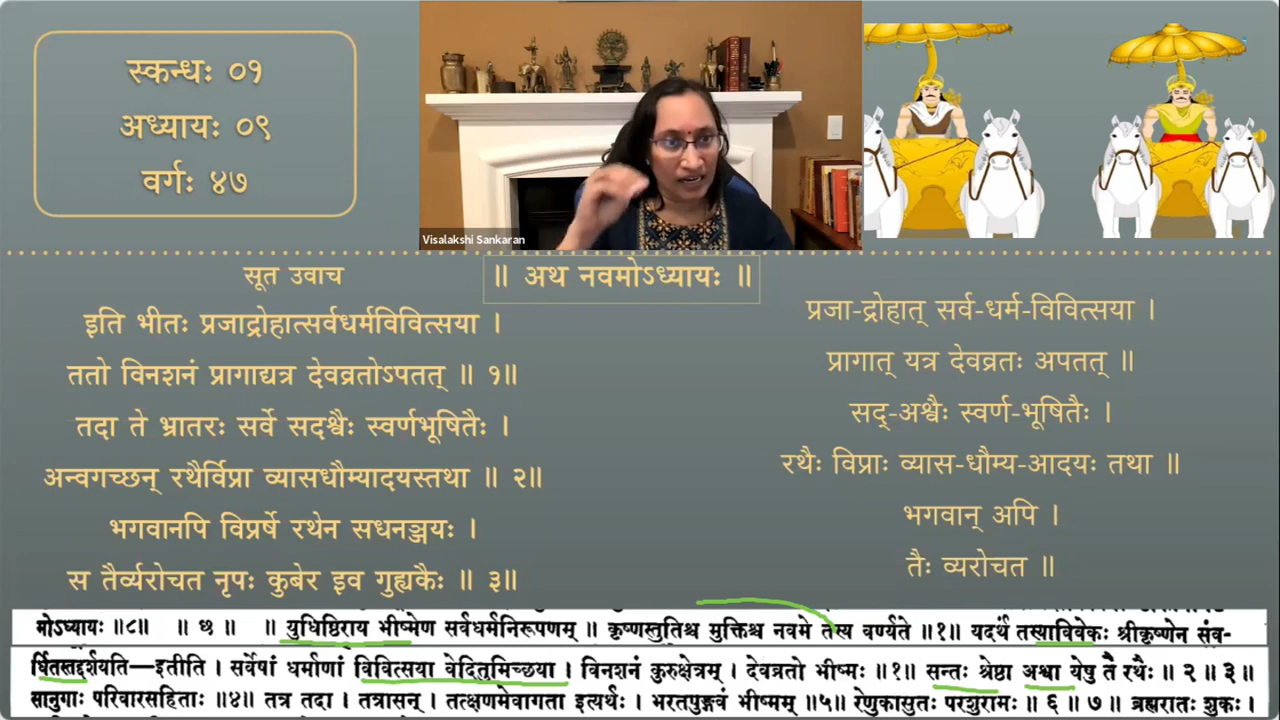 स्कन्धः ०१
अध्यायः ०९
वर्गः ४७
Visalakshi Sankaran
सूत उवाच
॥ अथ नवमोऽध्यायः ॥
इति भीतः प्रजाद्रोहात्सर्वधर्मविवित्सया ।
ततो विनशनं प्रागाद्यत्र देवव्रतोऽपतत् ॥ १॥
तदा ते भ्रातरः सर्वे सदश्वैः स्वर्णभूषितैः ।
अन्वगच्छन् रथैर्विप्रा व्यासधौम्यादयस्तथा ॥ २॥
भगवानपि विप्रर्षे रथेन सधनञ्जयः ।
स तैर्व्यरोचत नृपः कुबेर इव गुह्यकैः ॥ ३॥
प्रजा-द्रोहात् सर्व-धर्म-विवित्सया ।
प्रागात् यत्र देवव्रतः अपतत् ॥
सद्-अश्वैः स्वर्ण-भूषितैः ।
रथैः विप्राः व्यास-धौम्य-आदयः तथा ॥
भगवान् अपि ।
तैः व्यरोचत ॥
मोऽध्यायः ॥८॥ ॥ छ ॥ ॥ युधिष्ठिराय भीष्मेण सर्वधर्मनिरूपणम् ॥ कृष्णस्तुतिश्च मुक्तिश्च नवमे तस्य वर्ण्यते ॥१॥ यदर्थं तस्याविवेकः श्रीकृष्णेन संव-
र्धितस्तद्दर्शयति—इतीति । सर्वेषां धर्माणां विवित्सया वेदितुमिच्छया । विनशनं कुरुक्षेत्रम् । देवव्रतो भीष्मः ॥१॥ सन्तः श्रेष्ठा अश्वा येषु तै रथैः ॥ २ ॥ ३ ॥
सानुगाः परिवारसहिताः ॥४॥ तत्र तदा । तत्रासन् । तत्क्षणमेवागता इत्यर्थः । भरतपुङ्गवं भीष्मम् ॥५॥ रेणुकासुतः परशुरामः ॥ ६ ॥ ७ ॥ ब्रह्मरातः शुकः ।